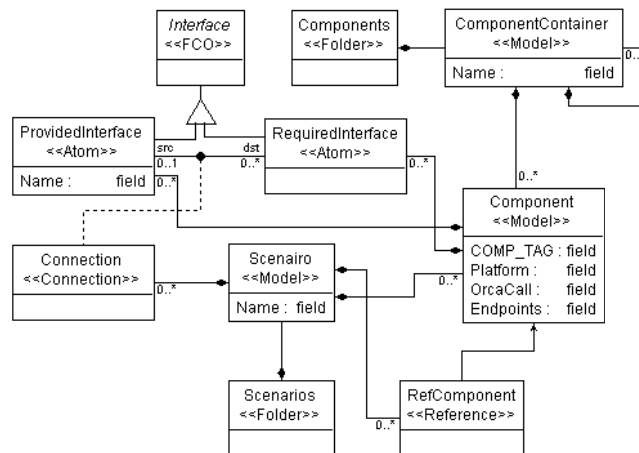 Interface
<<FCO>>
Components
<<Folder>>
ComponentContainer
<<Model>>
Name : field
0..
ProvidedInterface
<<Atom>>
Name : field
src
0..1
0..*
dst
0..*
RequiredInterface
<<Atom>>
0..*
0..*
Component
<<Model>>
COMP_TAG : field
Platform : field
OrcaCall : field
Endpoints : field
Connection
<<Connection>>
0..*
Scenairo
<<Model>>
Name : field
0..*
Scenarios
<<Folder>>
RefComponent
<<Reference>>
0..*